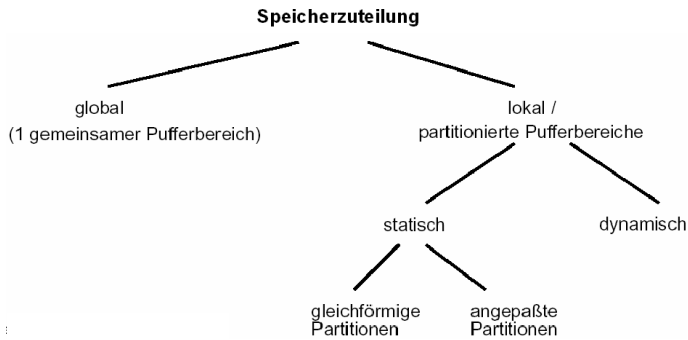 Speicherzuteilung
global
(1 gemeinsamer Pufferbereich)
lokal /
partitionierte Pufferbereiche
statisch
dynamisch
gleichförmige
Partitionen
angepaßte
Partitionen